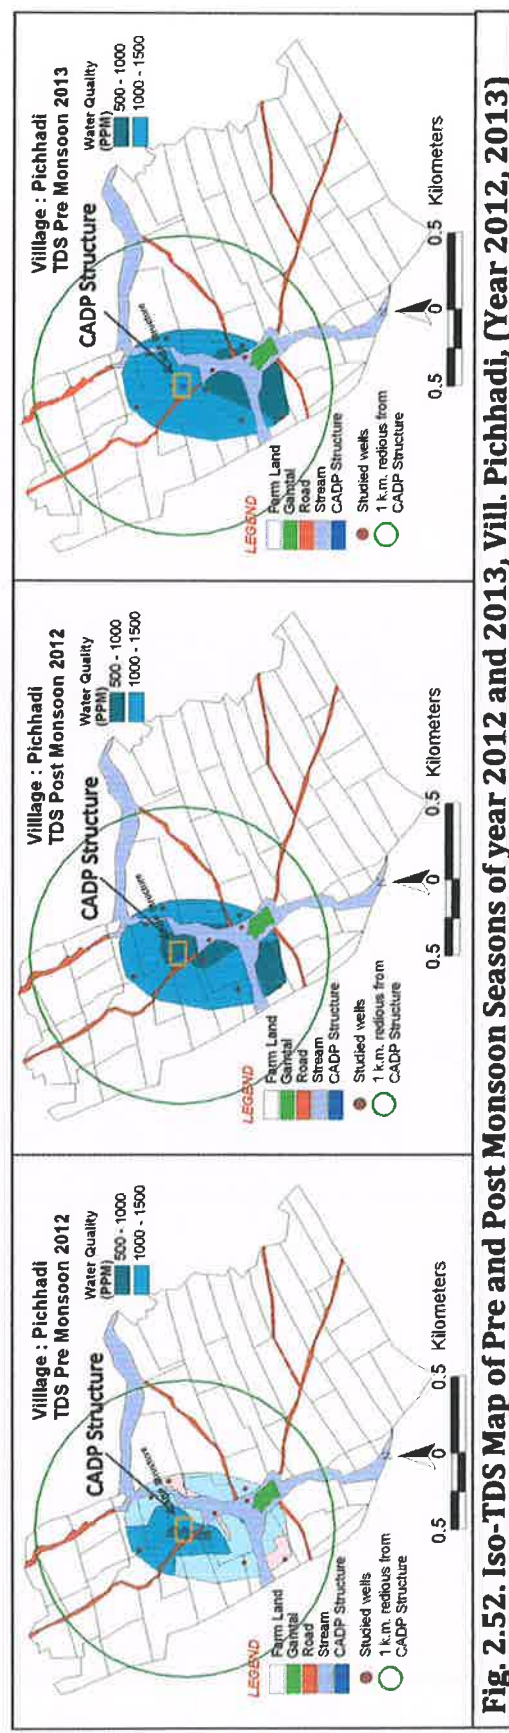 Villlage : Pichhadi
TDS Pre Monsoon 2012
Water Quality
(PPM)
500 - 1000
1000 - 1500
CADP Structure
LEGEND
Farm Land
Gamtal
Road
Stream
CADP Structure
Studied wells
1 k.m. redious from
CADP Structure
0.5 0 0.5 Kilometers
Villlage : Pichhadi
TDS Post Monsoon 2012
Water Quality
(PPM)
500 - 1000
1000 - 1500
CADP Structure
LEGEND
Farm Land
Gamtal
Road
Stream
CADP Structure
Studied wells
1 k.m. redious from
CADP Structure
0.5 0 0.5 Kilometers
Villlage : Pichhadi
TDS Pre Monsoon 2013
Water Quality
(PPM)
500 - 1000
1000 - 1500
CADP Structure
LEGEND
Farm Land
Gamtal
Road
Stream
CADP Structure
Studied wells
1 k.m. redious from
CADP Structure
0.5 0 0.5 Kilometers
Fig. 2.52. Iso-TDS Map of Pre and Post Monsoon Seasons of year 2012 and 2013, Vill. Pichhadi, (Year 2012, 2013)